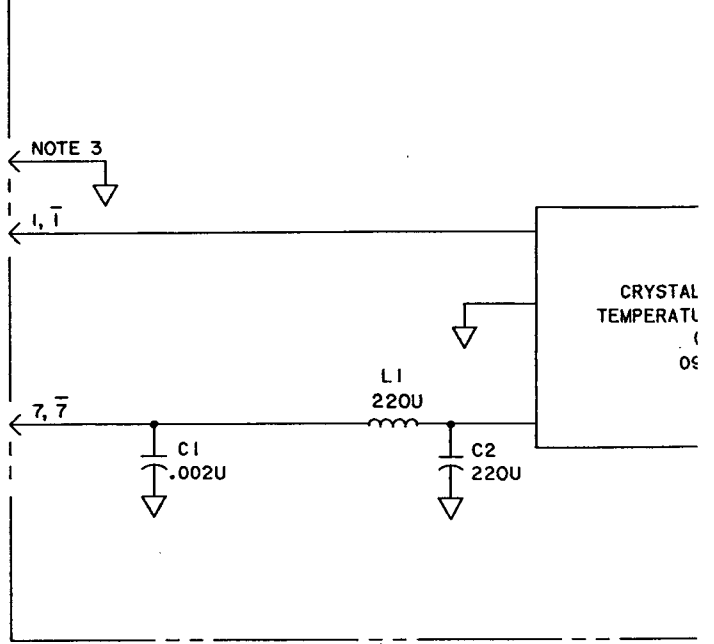 NOTE 3
1, 1̅
CRYSTAL
TEMPERATU
L1
220U
7, 7̅
C1
.002U
C2
220U